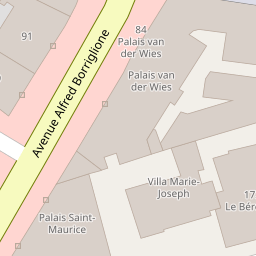 84
Palais van
der Wies
91
Palais van
der Wies
Avenue Alfred Borriglione
Villa Marie-
Joseph
17
Le Bére
Palais Saint-
Maurice